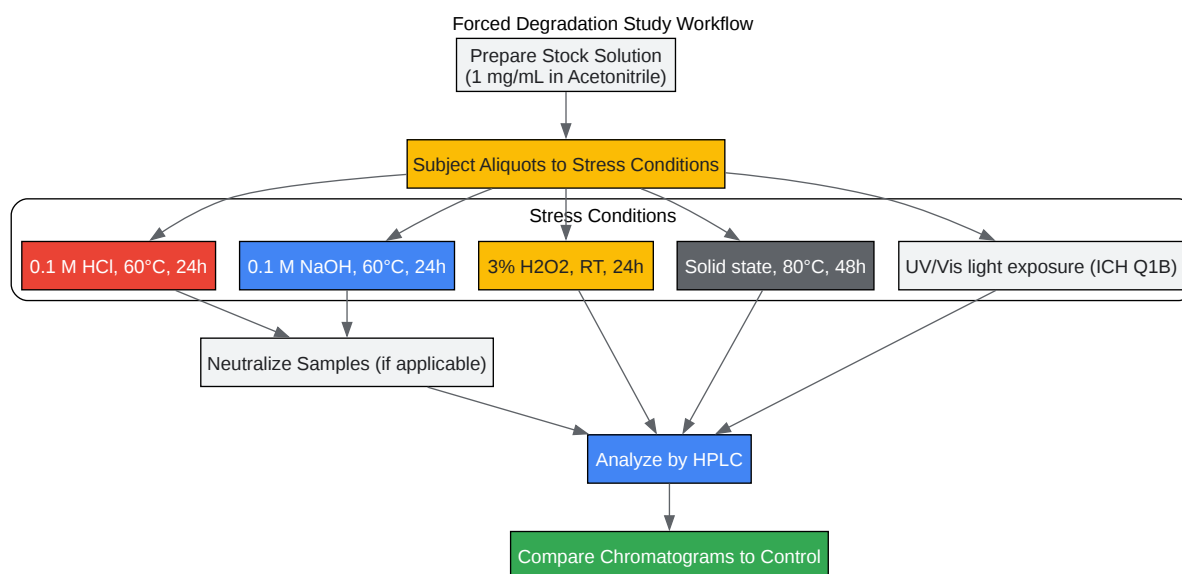 Forced Degradation Study Workflow
Prepare Stock Solution
(1 mg/mL in Acetonitrile)
Subject Aliquots to Stress Conditions
Stress Conditions
0.1 M HCl, 60°C, 24h
0.1 M NaOH, 60°C, 24h
3% H2O2, RT, 24h
Solid state, 80°C, 48h
UV/Vis light exposure (ICH Q1B)
Neutralize Samples (if applicable)
Analyze by HPLC
Compare Chromatograms to Control